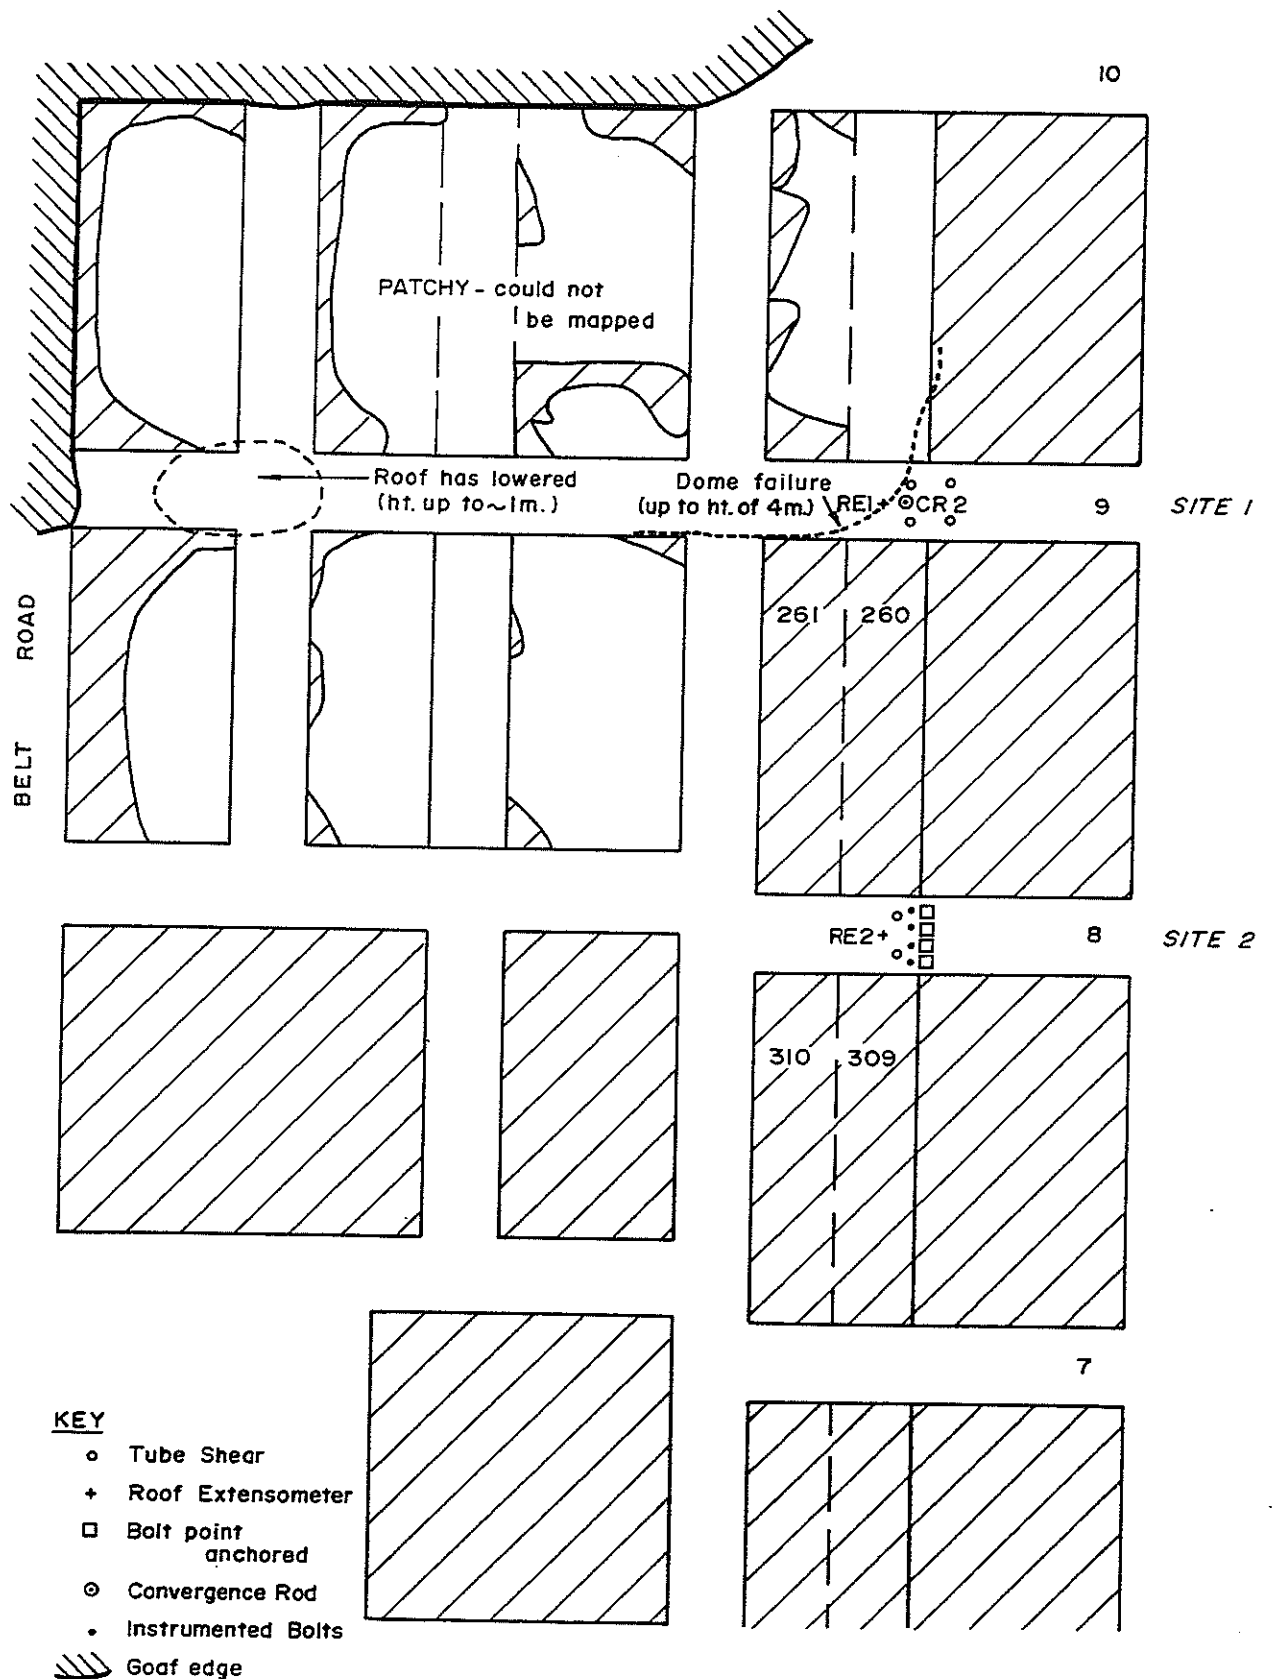 10
PATCHY - could not
be mapped
Roof has lowered
(ht. up to ~1m.)
Dome failure
(up to ht. of 4m.)
RE1+
CR2
9
SITE 1
261
260
BELT ROAD
RE2+
8
SITE 2
310
309
7
KEY
Tube Shear
Roof Extensometer
Bolt point
anchored
Convergence Rod
Instrumented Bolts
Goaf edge